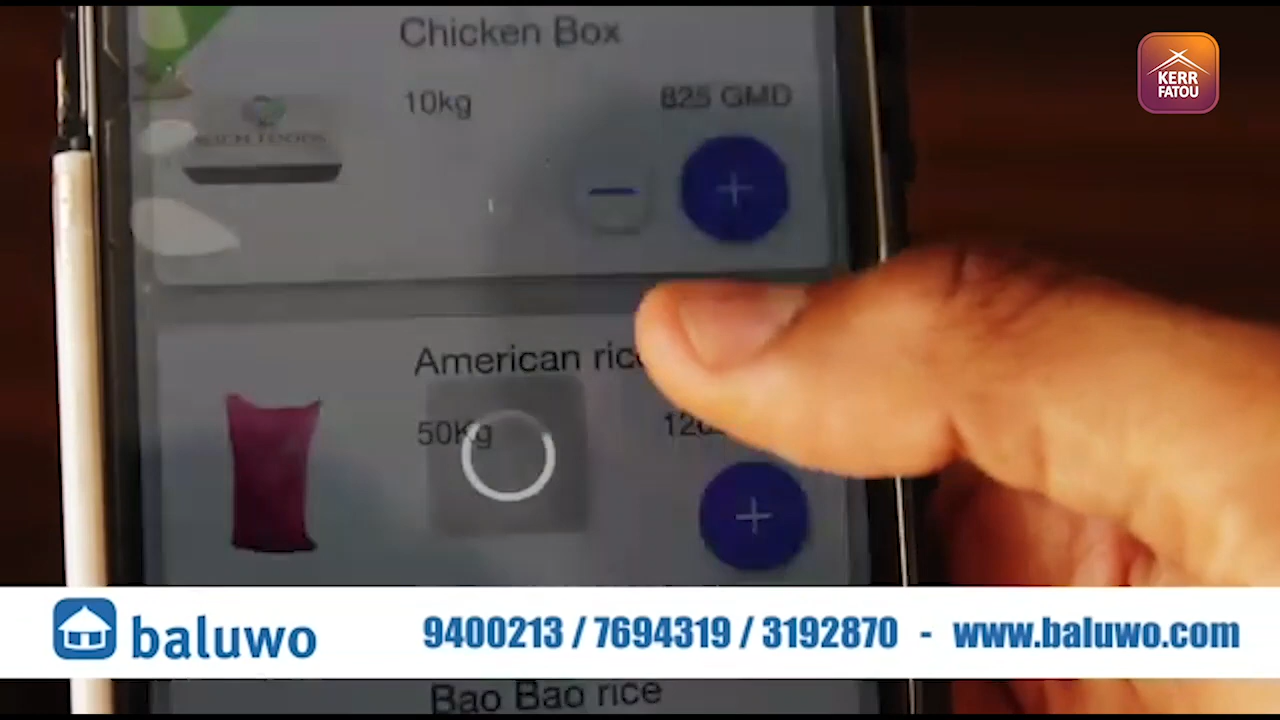 Chicken Box
10kg
825 GMD
KERR
FATOU
American rice
50Kg
baluwo
9400213 / 7694319 / 3192870 - www.baluwo.com
Bao Bao rice